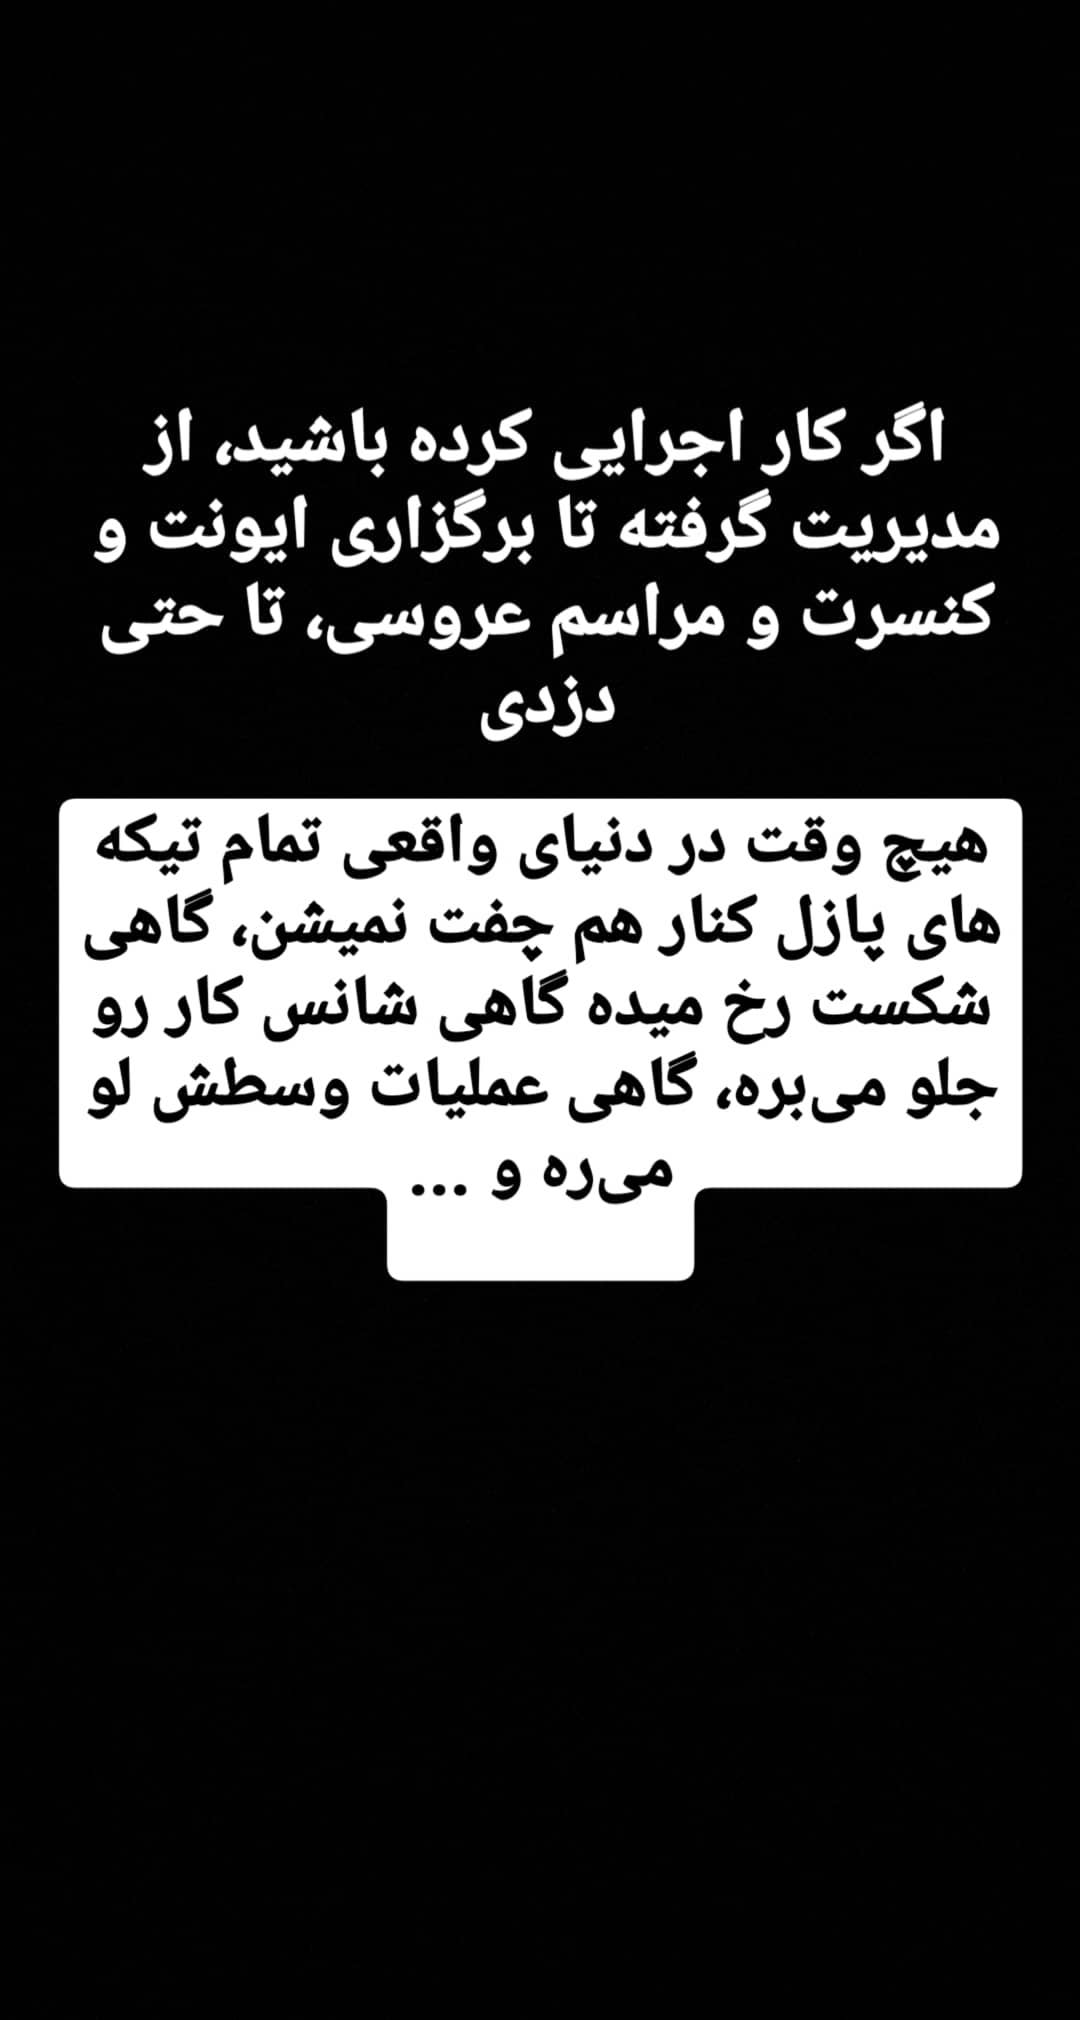 اگر کار اجرایی کرده باشید، از
مدیریت گرفته تا برگزاری ایونت و
کنسرت و مراسم عروسی، تا حتی
دزدی
هیچ وقت در دنیای واقعی تمام تیکه
های پازل کنار هم چفت نمیشن، گاهی
شکست رخ میده گاهی شانس کار رو
جلو می‌بره، گاهی عملیات وسطش لو
می‌ره و ...